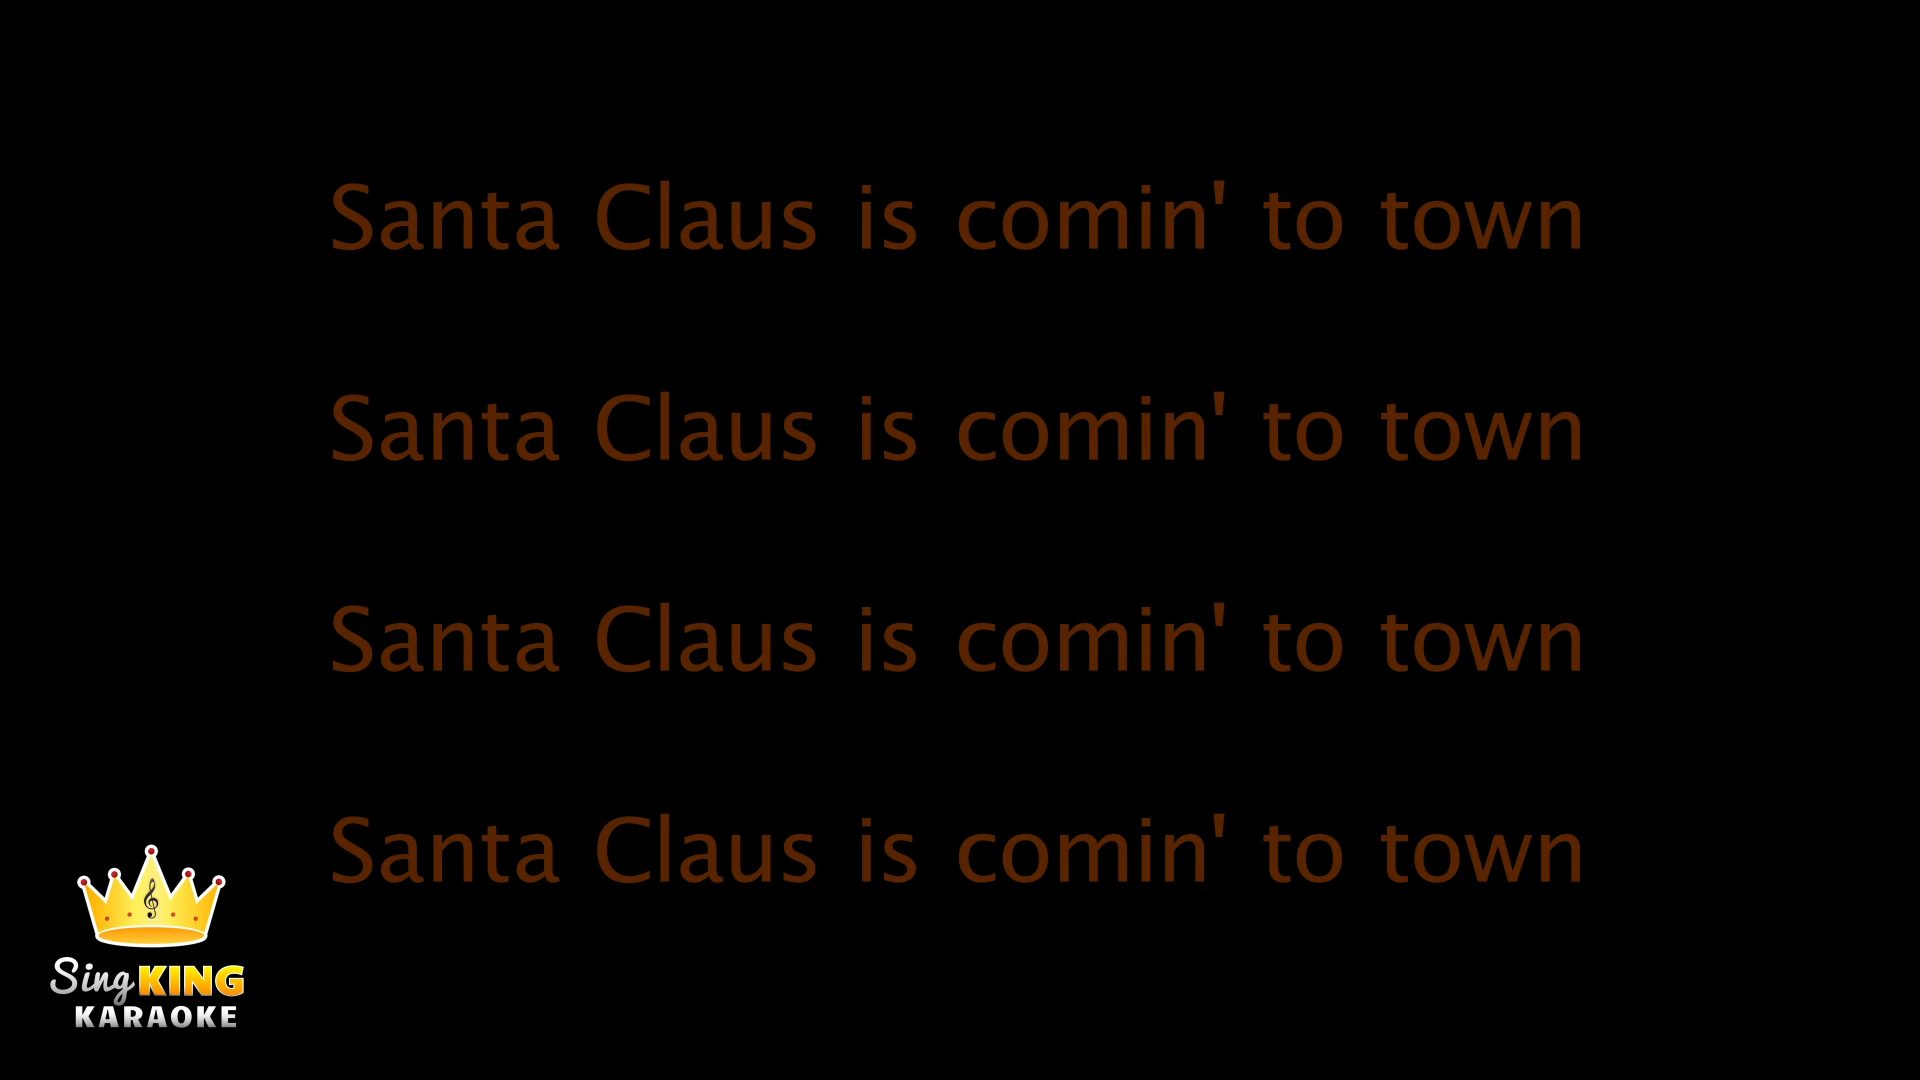 Santa Claus is comin' to town
Santa Claus is comin' to town
Santa Claus is comin' to town
Santa Claus is comin' to town
Sing KING
KARAOKE